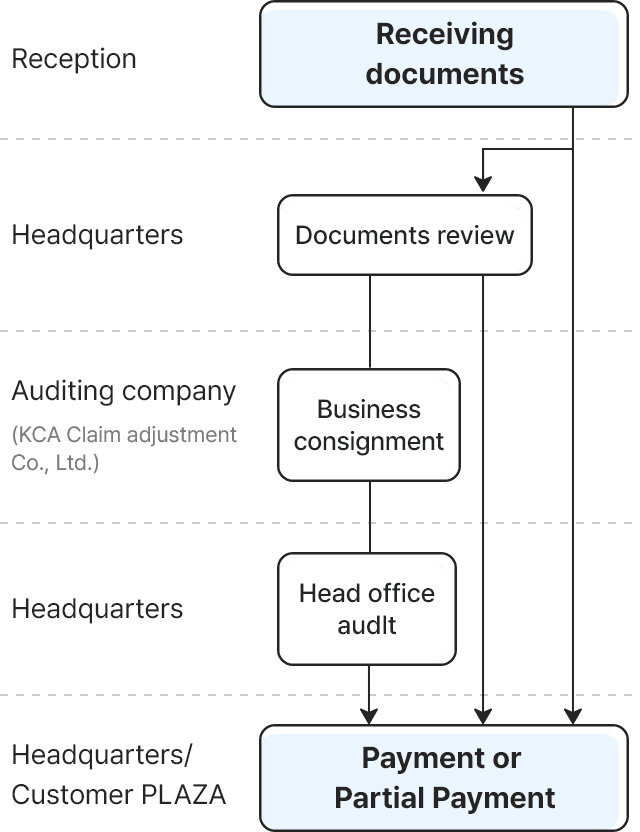 Reception
Receiving
documents
Headquarters
Documents review
Auditing company
(KCA Claim adjustment
Co., Ltd.)
Business
consignment
Headquarters
Head office
audlt
Headquarters/
Customer PLAZA
Payment or
Partial Payment